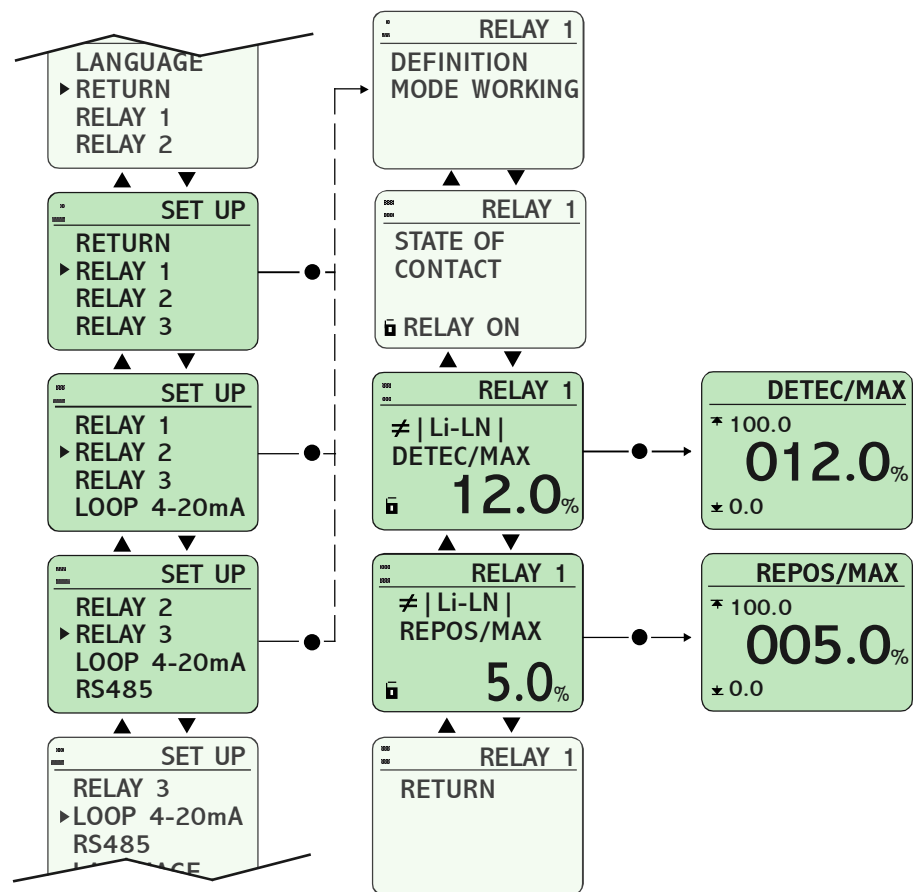 LANGUAGE
RETURN
RELAY 1
RELAY 2
SET UP
RETURN
RELAY 1
RELAY 2
RELAY 3
SET UP
RELAY 1
RELAY 2
RELAY 3
LOOP 4-20mA
SET UP
RELAY 2
RELAY 3
LOOP 4-20mA
RS485
SET UP
RELAY 3
LOOP 4-20mA
RS485
RELAY 1
DEFINITION
MODE WORKING
RELAY 1
STATE OF
CONTACT
RELAY ON
RELAY 1
≠ | Li-LN |
DETEC/MAX
12.0%
RELAY 1
≠ | Li-LN |
REPOS/MAX
5.0%
RELAY 1
RETURN
DETEC/MAX
100.0
012.0%
0.0
REPOS/MAX
100.0
005.0%
0.0